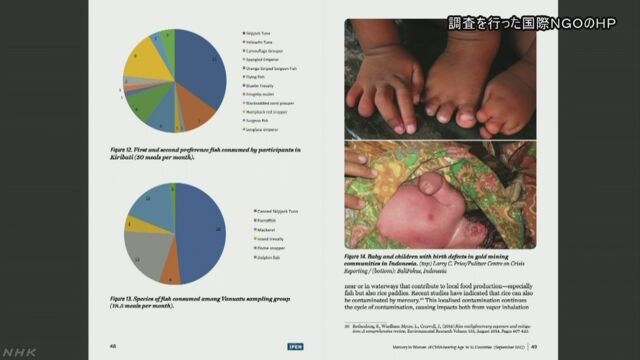 調査を行った国際NGOのHP
Skipjack Tuna
Yellowfin Tuna
Camouflage Grouper
Spangled Emperor
Orange Striped Surgeon Fish
Flying Fish
Bluefin Trevally
Fringelip mullet
Humpback red snapper
Surgeon fish
Longface emperor
Figure 12. First and second preference fish consumed by participants in
Kiribati (30 meals per month).
Canned Skipjack Tuna
Parrotfish
Mackerel
Island trevally
Flame snapper
Dolphin fish
Figure 13. Species of fish consumed among Vanuatu sampling group
(14.4 meals per month).
48
IPEN
Figure 14. Baby and children with birth defects in gold mining
communities in Indonesia. (top) Larry C. Price/Pulitzer Centre on Crisis
Reporting / (bottom): BaliFokus, Indonesia
near or in waterways that contribute to local food production—especially
fish but also rice paddies. Recent studies have indicated that rice can also
be contaminated by mercury. This localised contamination continues
the cycle of contamination, causing impacts both from vapor inhalation
Mercury in Women of Child-bearing Age in 25 Countries (September 2017)
49
NHK